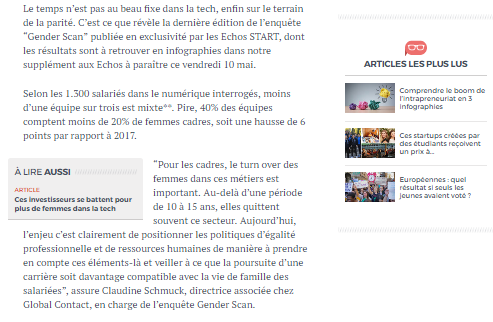 Le temps n'est pas au beau fixe dans la tech, enfin sur le terrain
de la parité. C'est ce que révèle la dernière édition de l'enquête
“Gender Scan” publiée en exclusivité par les Echos START, dont
les résultats sont à retrouver en infographies dans notre
supplément aux Echos à paraître ce vendredi 10 mai.
Selon les 1.300 salariés dans le numérique interrogés, moins
d'une équipe sur trois est mixte**. Pire, 40% des équipes
comptent moins de 20% de femmes cadres, soit une hausse de 6
points par rapport à 2017.
À LIRE AUSSI
ARTICLE
Ces investisseurs se battent pour
plus de femmes dans la tech
“Pour les cadres, le turn over des
femmes dans ces métiers est
important. Au-delà d'une période
de 10 à 15 ans, elles quittent
souvent ce secteur. Aujourd'hui,
l'enjeu c'est clairement de positionner les politiques d'égalité
professionnelle et de ressources humaines de manière à prendre
en compte ces éléments-là et veiller à ce que la poursuite d'une
carrière soit davantage compatible avec la vie de famille des
salariées”, assure Claudine Schmuck, directrice associée chez
Global Contact, en charge de l'enquête Gender Scan.
ARTICLES LES PLUS LUS
Comprendre le boom de
l'intrapreneuriat en 3
infographies
Ces startups créées par
des étudiants reçoivent
un prix à...
Européennes : quel
résultat si seuls les
jeunes avaient voté ?